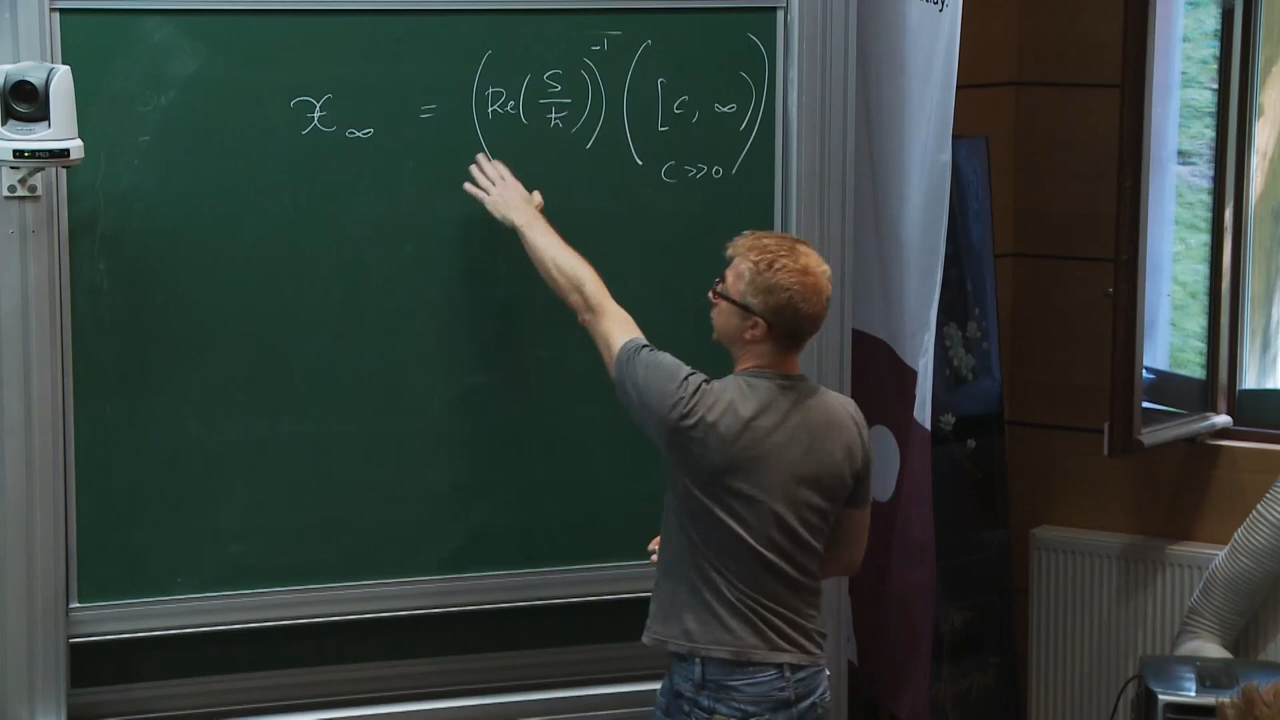 𝒳_∞ = (Re(S/ħ))⁻¹ ([c, ∞))
c >> 0